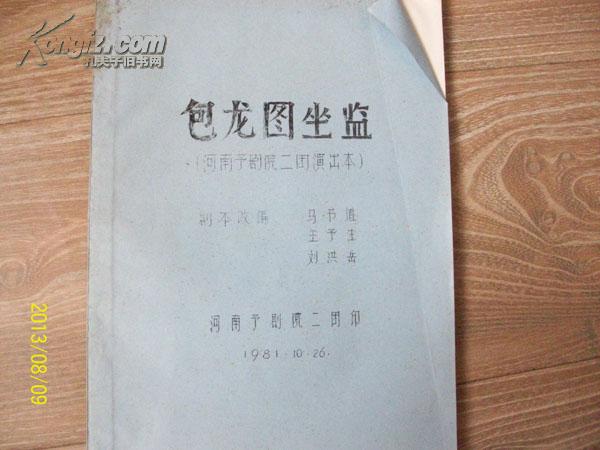 Kongfz.com
孔夫子旧书网
包龙图坐监
(河南予剧院二团演出本)
剧本改编 马书道
王予生
刘洪岳
河南予剧院二团印
1981·10·26.
2013/08/09